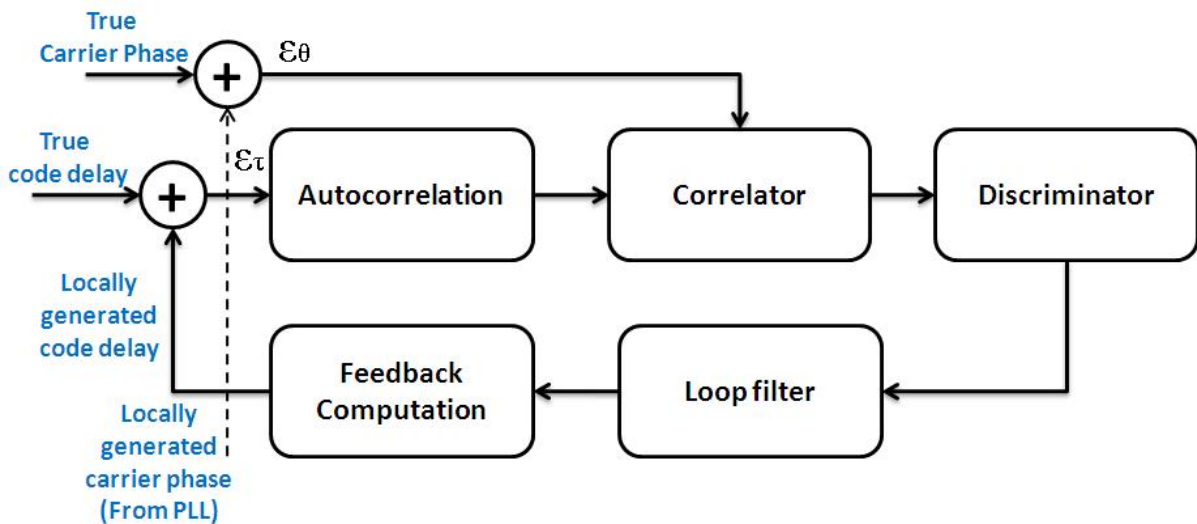 True
Carrier Phase
+
εθ
True
code delay
+
ετ
Autocorrelation
Correlator
Discriminator
Locally
generated
code delay
Feedback
Computation
Loop filter
Locally
generated
carrier phase
(From PLL)